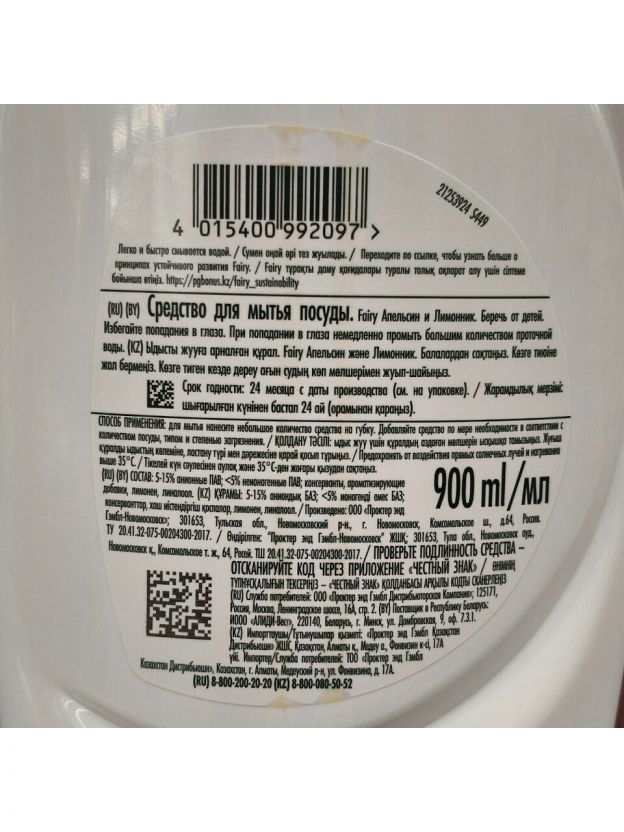 21253924 S449
4 015400 992097 >
Легко и быстро смывается водой. / Сумен оңай әрі тез жуылады. / Переходите по ссылке, чтобы узнать больше о
принципах устойчивого развития Fairy. / Fairy тұрақты даму қағидалары туралы толық ақпарат алу үшін сілтеме
бойынша өтіңіз. https://pgbonus.kz/fairy_sustainability
(RU) (BY) Средство для мытья посуды. Fairy Апельсин и Лимонник. Беречь от детей.
Избегайте попадания в глаза. При попадании в глаза немедленно промыть большим количеством проточной
воды. (KZ) Ыдысты жууға арналған құрал. Fairy Апельсин және Лимонник. Балалардан сақтаңыз. Көзге тиюіне
жол бермеңіз. Көзге тиген кезде дереу ағын судың көп мөлшерімен жуып-шайыңыз.
Срок годности: 24 месяца с даты производства (см. на упаковке). / Жарамдылық мерзімі:
шығарылған күнінен бастап 24 ай (орамынан қараңыз).
СПОСОБ ПРИМЕНЕНИЯ: для мытья посуды нанесите небольшое количество средства на губку. Добавляйте средство по мере необходимости в соответствии с
количеством посуды, типом и степенью загрязнения. / ҚОЛДАНУ ТӘСІЛІ: ыдыс жуу үшін құралдың аздаған мөлшерін ысқышқа тамызыңыз. Жуғыш
құралды ыдыстың көлеміне, ластану түрі мен дәрежесіне қарай қосып тұрыңыз. / Предохранять от воздействия прямых солнечных лучей и нагревания
выше 35°C. / Тікелей күн сәулесінен аулақ және 35°C-ден жоғары қызудан сақтаңыз.
(RU) (BY) СОСТАВ: 5-15% анионные ПАВ, <5% неионогенные ПАВ; консерванты, ароматизирующие
добавки, лимонен, линалоол. (KZ) ҚҰРАМЫ: 5-15% аниондық БАЗ; <5% ионогенді емес БАЗ;
консерванттар, хош иістендіргіш қоспалар, лимонен, линалоол. / Произведено: ООО «Проктер энд
900 ml/мл
Гэмбл-Новомосковск»; 301653, Тульская обл., Новомосковский р-н, г. Новомосковск, Комсомольское ш., д.64, Россия.
ТУ 20.41.32-075-00204300-2017. / Өндірілген: "Проктер энд Гэмбл-Новомосковск" ЖШҚ; 301653, Тула обл., Новомосковск ауд.,
Новомосковск қ., Комсомольское т. ж., 64, Ресей. ТШ 20.41.32-075-00204300-2017. / ПРОВЕРЬТЕ ПОДЛИННОСТЬ СРЕДСТВА –
ОТСКАНИРУЙТЕ КОД ЧЕРЕЗ ПРИЛОЖЕНИЕ «ЧЕСТНЫЙ ЗНАК» / ӨНІМНІҢ
ТҮПНҰСҚАЛЫҒЫН ТЕКСЕРІҢІЗ – «ЧЕСТНЫЙ ЗНАК» ҚОЛДАНБАСЫ АРҚЫЛЫ КОДТЫ СКАНЕРЛЕҢІЗ
(RU) Служба потребителей: ООО «Проктер энд Гэмбл Дистрибьюторская Компания»; 125171,
Россия, Москва, Ленинградское шоссе, 16А, стр. 2. (BY) Поставщик в Республику Беларусь:
ИООО «АЛИДИ-Вест», 220140, Беларусь, г. Минск, ул. Домбровская, 9, оф. 7.3.1.
(KZ) Импорттаушы/Тұтынушылар қызметі: «Проктер энд Гэмбл Қазақстан
Дистрибьюшн» ЖШС, Қазақстан, Алматы қ., Медеу а., Фонвизин к-сі, 17А
үйі. Импортер/Служба потребителей: ТОО «Проктер энд Гэмбл
Казахстан Дистрибьюшн», Казахстан, г. Алматы, Медеуский р-н, ул. Фонвизина, д. 17А.
(RU) 8-800-200-20-20 (KZ) 8-800-080-50-52